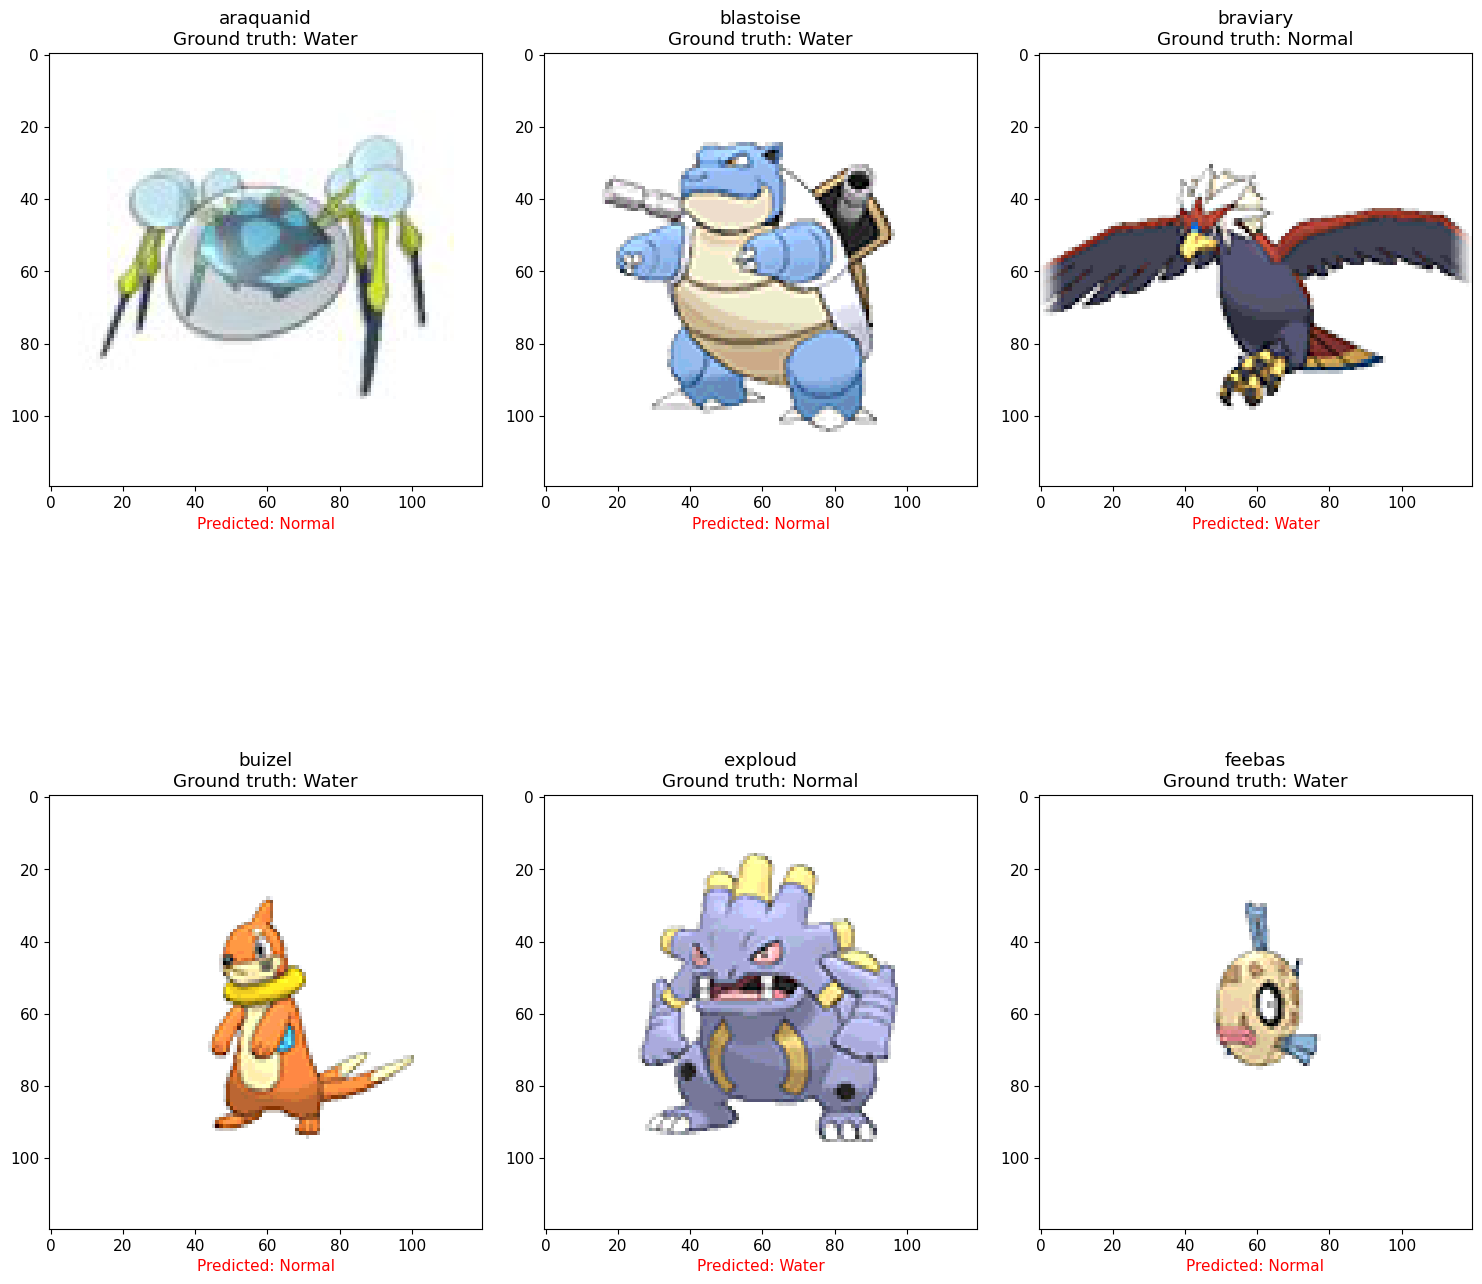 araquanid
Ground truth: Water
blastoise
Ground truth: Water
braviary
Ground truth: Normal
0
20
40
60
80
100
0
20
40
60
80
100
0
20
40
60
80
100
0 20 40 60 80 100
0 20 40 60 80 100
0 20 40 60 80 100
Predicted: Normal
Predicted: Normal
Predicted: Water
buizel
Ground truth: Water
exploud
Ground truth: Normal
feebas
Ground truth: Water
0
20
40
60
80
100
0
20
40
60
80
100
0
20
40
60
80
100
0 20 40 60 80 100
0 20 40 60 80 100
0 20 40 60 80 100
Predicted: Normal
Predicted: Water
Predicted: Normal